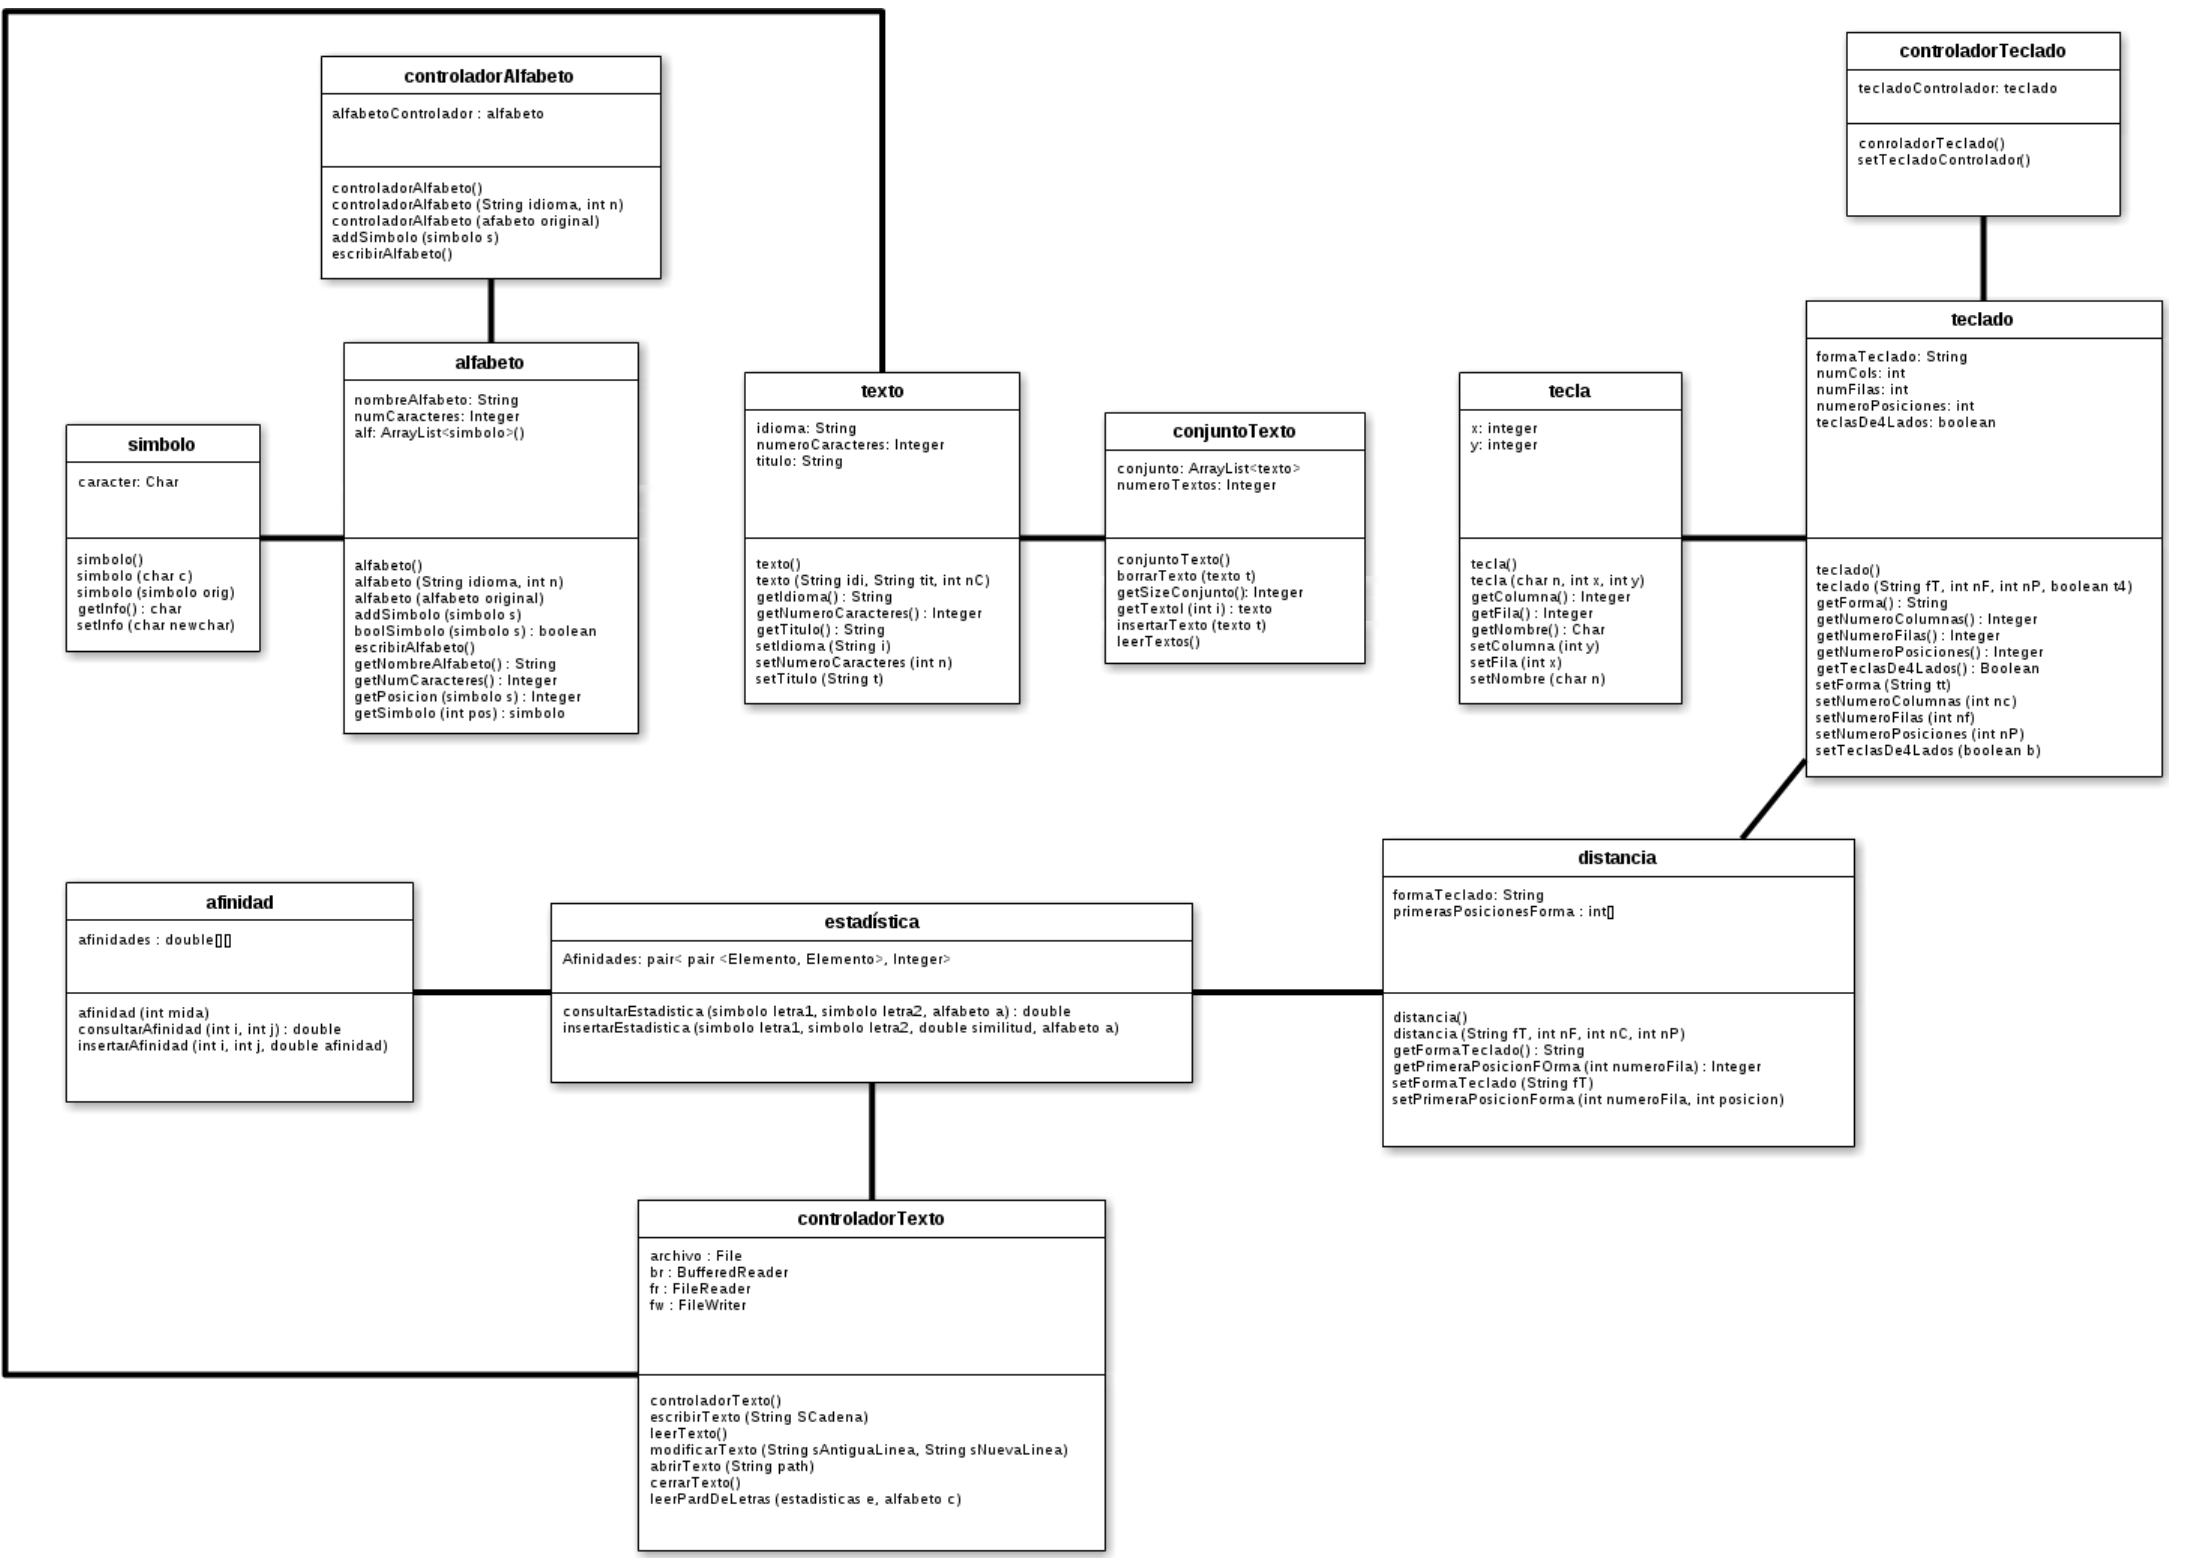 controladorAlfabeto
alfabetoControlador : alfabeto
controladorAlfabeto()
controladorAlfabeto (String idioma, int n)
controladorAlfabeto (afabeto original)
addSimbolo (simbolo s)
escribirAlfabeto()
controladorTeclado
tecladoControlador: teclado
conroladorTeclado()
setTecladoControlador()
simbolo
caracter: Char
simbolo()
simbolo (char c)
simbolo (simbolo orig)
getInfo() : char
setInfo (char newchar)
alfabeto
nombreAlfabeto: String
numCaracteres: Integer
alf: ArrayList<simbolo>()
alfabeto()
alfabeto (String idioma, int n)
alfabeto (alfabeto original)
addSimbolo (simbolo s)
boolSimbolo (simbolo s) : boolean
escribirAlfabeto()
getNombreAlfabeto() : String
getNumCaracteres() : Integer
getPosicion (simbolo s) : Integer
getSimbolo (int pos) : simbolo
texto
idioma: String
numeroCaracteres: Integer
titulo: String
texto()
texto (String idi, String tit, int nC)
getIdioma() : String
getNumeroCaracteres() : Integer
getTitulo() : String
setIdioma (String i)
setNumeroCaracteres (int n)
setTitulo (String t)
conjuntoTexto
conjunto: ArrayList<texto>
numeroTextos: Integer
conjuntoTexto()
borrarTexto (texto t)
getSizeConjunto(): Integer
getTextoI (int i) : texto
insertarTexto (texto t)
leerTextos()
tecla
x: integer
y: integer
tecla()
tecla (char n, int x, int y)
getColumna() : Integer
getFila() : Integer
getNombre() : Char
setColumna (int y)
setFila (int x)
setNombre (char n)
teclado
formaTeclado: String
numCols: int
numFilas: int
numeroPosiciones: int
teclasDe4Lados: boolean
teclado()
teclado (String fT, int nF, int nP, boolean t4)
getForma() : String
getNumeroColumnas() : Integer
getNumeroFilas() : Integer
getNumeroPosiciones() : Integer
getTeclasDe4Lados() : Boolean
setForma (String tt)
setNumeroColumnas (int nc)
setNumeroFilas (int nf)
setNumeroPosiciones (int nP)
setTeclasDe4Lados (boolean b)
afinidad
afinidades : double[][]
afinidad (int mida)
consultarAfinidad (int i, int j) : double
insertarAfinidad (int i, int j, double afinidad)
estadística
Afinidades: pair< pair <Elemento, Elemento>, Integer>
consultarEstadistica (simbolo letra1, simbolo letra2, alfabeto a) : double
insertarEstadistica (simbolo letra1, simbolo letra2, double similitud, alfabeto a)
distancia
formaTeclado: String
primerasPosicionesForma : int[]
distancia()
distancia (String fT, int nF, int nC, int nP)
getFormaTeclado() : String
getPrimeraPosicionFOrma (int numeroFila) : Integer
setFormaTeclado (String fT)
setPrimeraPosicionForma (int numeroFila, int posicion)
controladorTexto
archivo : File
br : BufferedReader
fr : FileReader
fw : FileWriter
controladorTexto()
escribirTexto (String SCadena)
leerTexto()
modificarTexto (String sAntiguaLinea, String sNuevaLinea)
abrirTexto (String path)
cerrarTexto()
leerPardDeLetras (estadisticas e, alfabeto c)